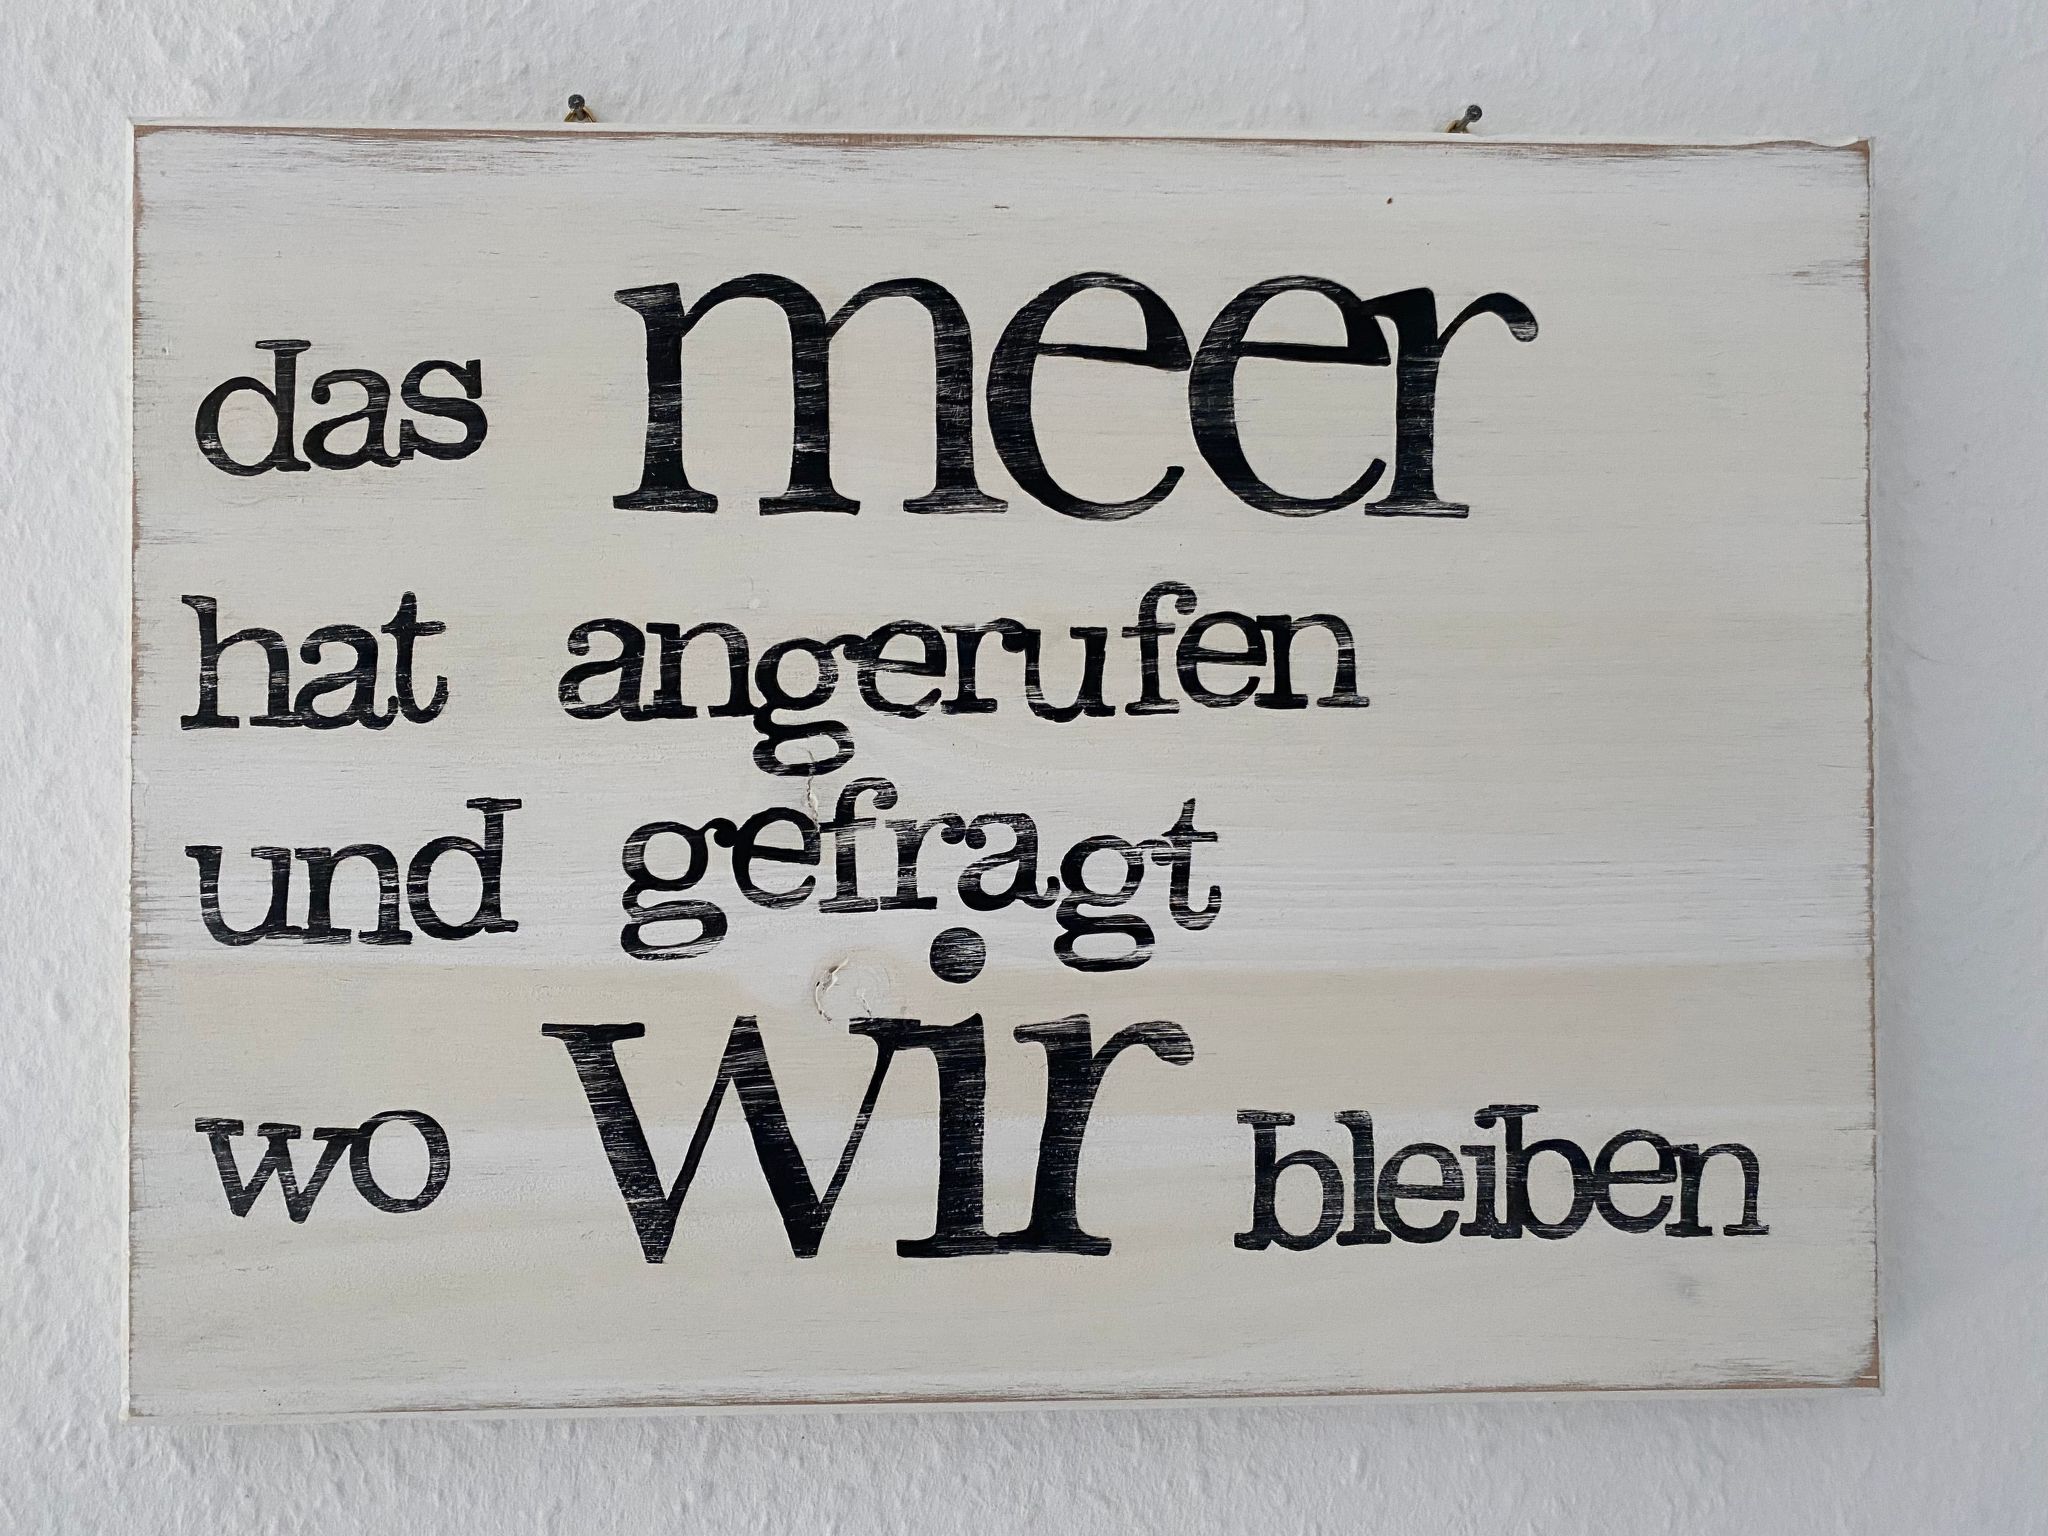 das meer
hat angerufen
und gefragt
wo wir bleiben